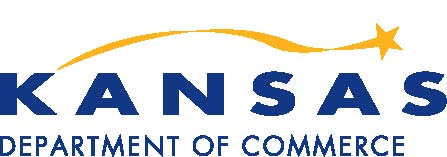 KANSAS
DEPARTMENT OF COMMERCE